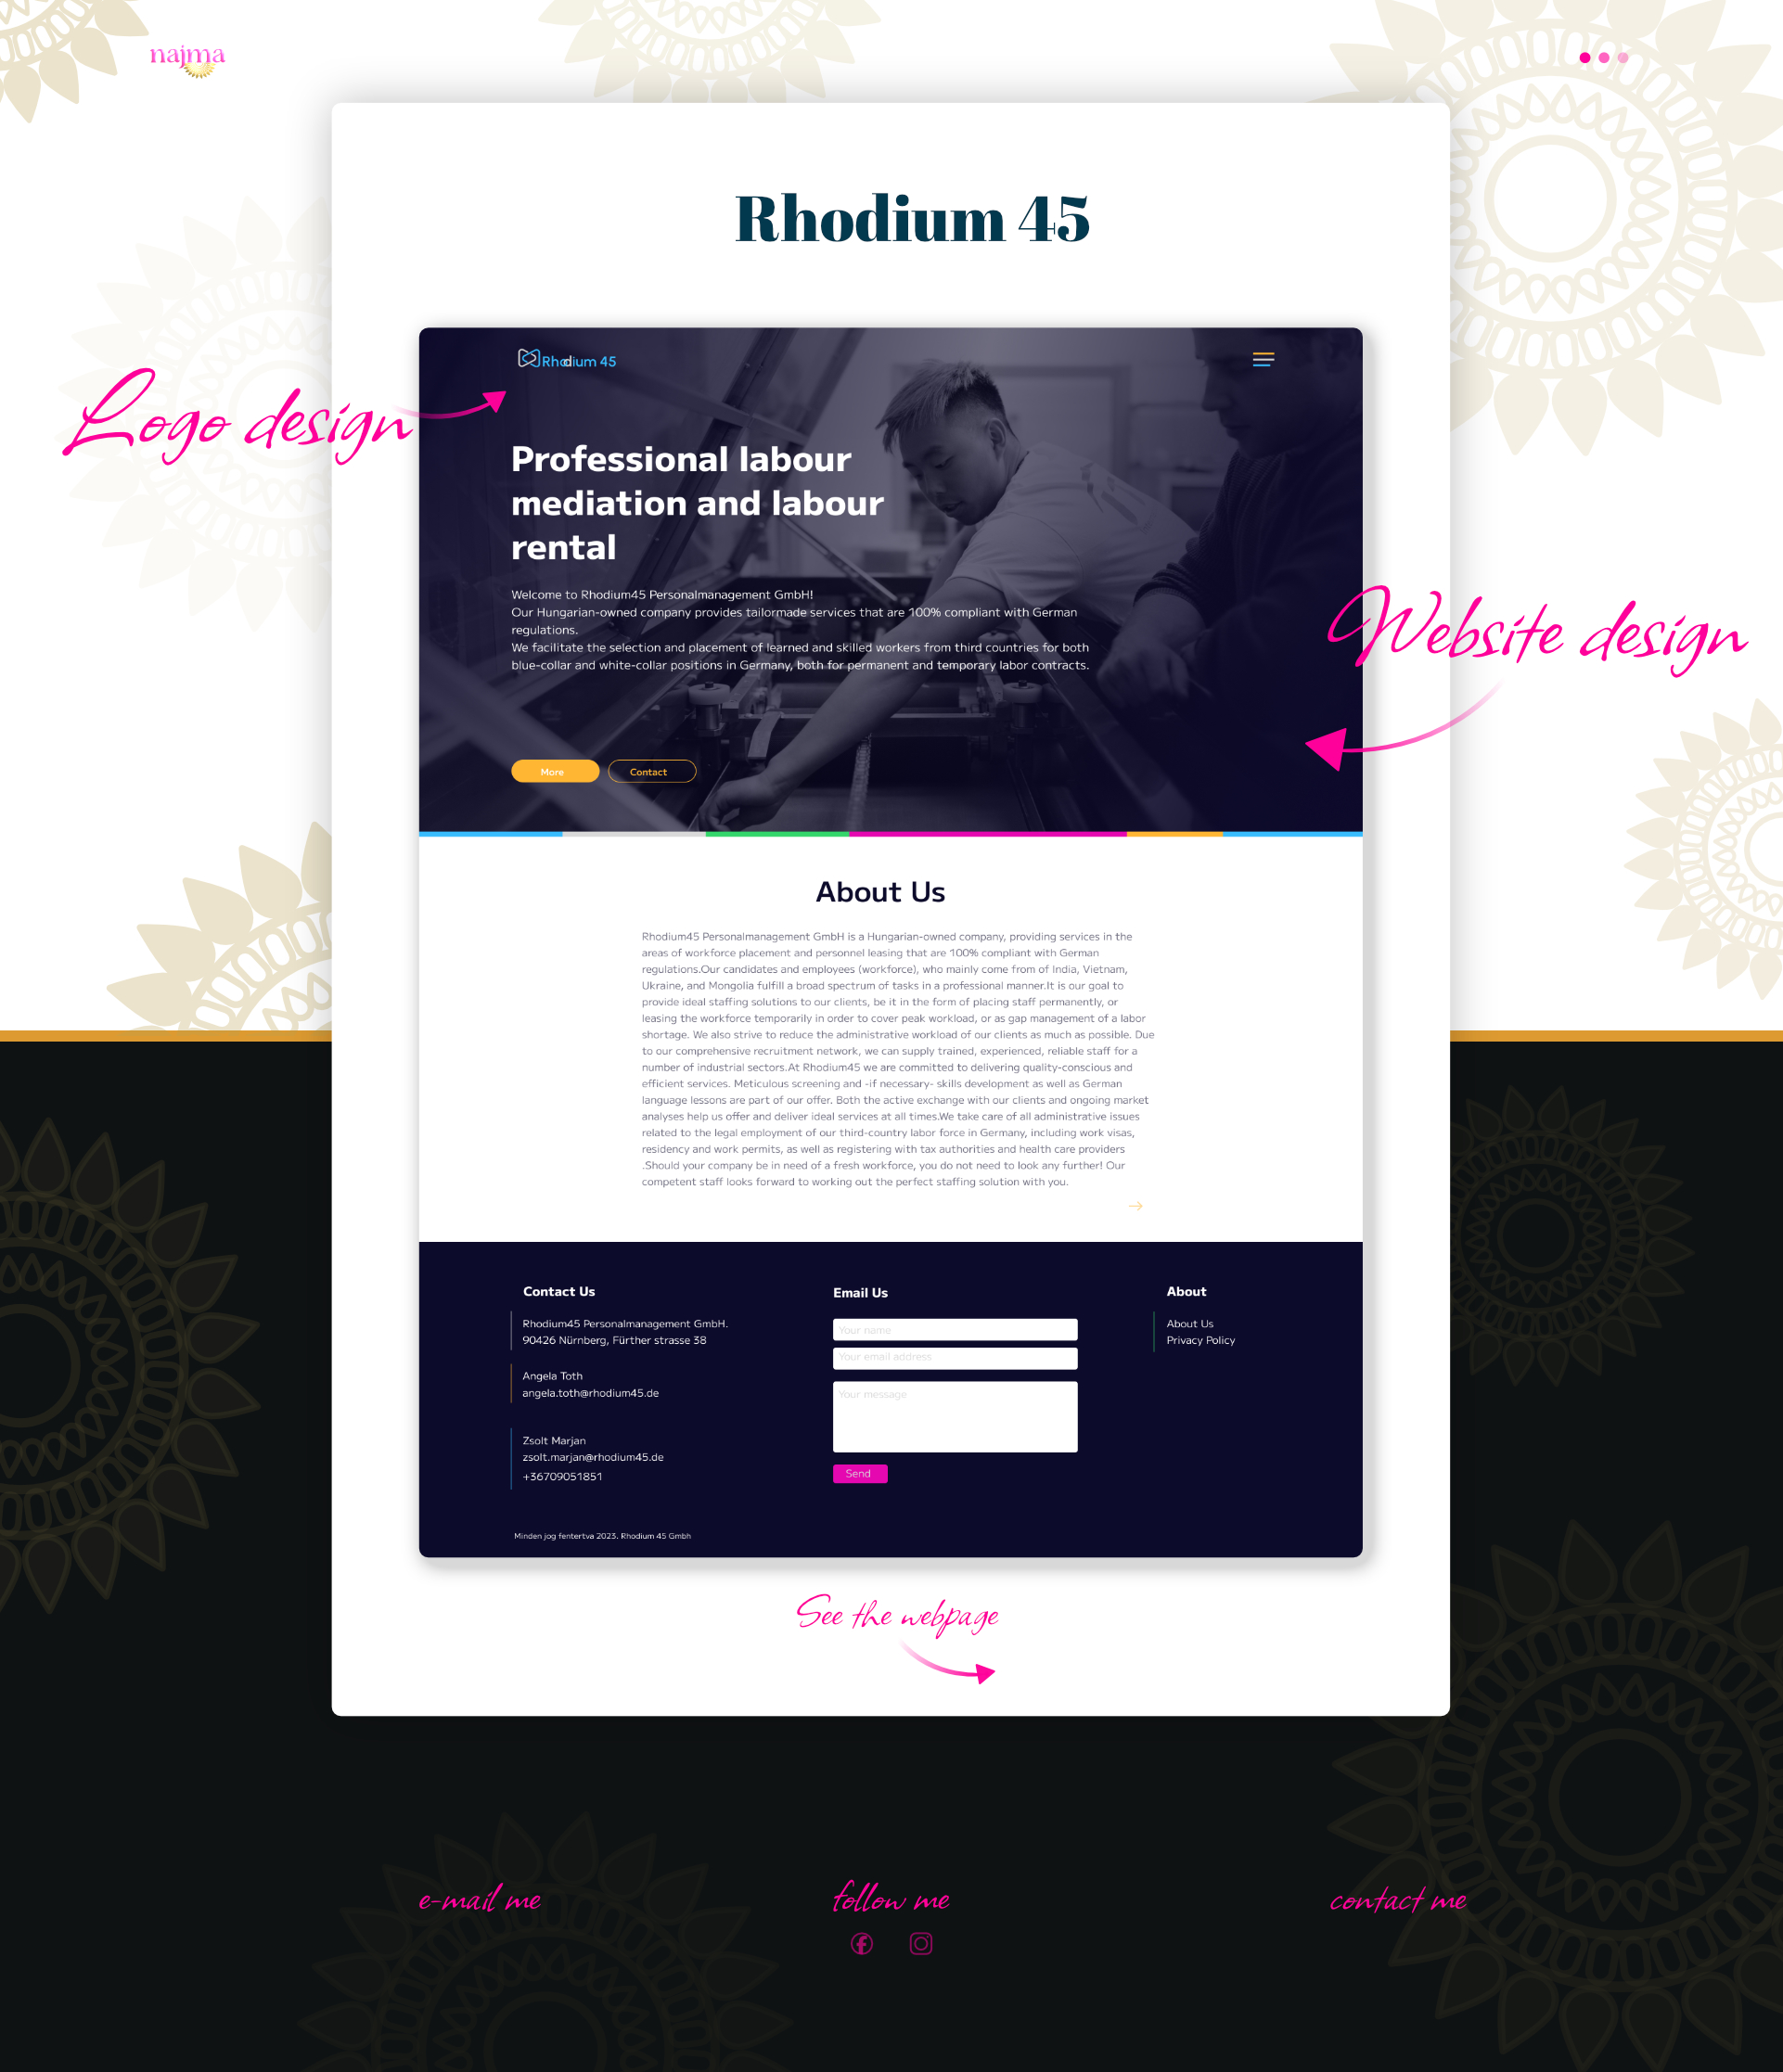 najma
Rhodium 45
Logo design
Rhodium 45
Professional labour
mediation and labour
rental
Welcome to Rhodium45 Personalmanagement GmbH!
Our Hungarian-owned company provides tailormade services that are 100% compliant with German
regulations.
We facilitate the selection and placement of learned and skilled workers from third countries for both
blue-collar and white-collar positions in Germany, both for permanent and temporary labor contracts.
Website design
More
Contact
About Us
Rhodium45 Personalmanagement GmbH is a Hungarian-owned company, providing services in the
areas of workforce placement and personnel leasing that are 100% compliant with German
regulations.Our candidates and employees (workforce), who mainly come from of India, Vietnam,
Ukraine, and Mongolia fulfill a broad spectrum of tasks in a professional manner.It is our goal to
provide ideal staffing solutions to our clients, be it in the form of placing staff permanently, or
leasing the workforce temporarily in order to cover peak workload, or as gap management of a labor
shortage. We also strive to reduce the administrative workload of our clients as much as possible. Due
to our comprehensive recruitment network, we can supply trained, experienced, reliable staff for a
number of industrial sectors.At Rhodium45 we are committed to delivering quality-conscious and
efficient services. Meticulous screening and -if necessary- skills development as well as German
language lessons are part of our offer. Both the active exchange with our clients and ongoing market
analyses help us offer and deliver ideal services at all times.We take care of all administrative issues
related to the legal employment of our third-country labor force in Germany, including work visas,
residency and work permits, as well as registering with tax authorities and health care providers
.Should your company be in need of a fresh workforce, you do not need to look any further! Our
competent staff looks forward to working out the perfect staffing solution with you.
Contact Us
Rhodium45 Personalmanagement GmbH.
90426 Nürnberg, Fürther strasse 38
Angela Toth
angela.toth@rhodium45.de
Zsolt Marjan
zsolt.marjan@rhodium45.de
+36709051851
Minden jog fentertva 2023. Rhodium 45 Gmbh
Email Us
Your name
Your email address
Your message
Send
About
About Us
Privacy Policy
See the webpage
e-mail me
follow me
contact me